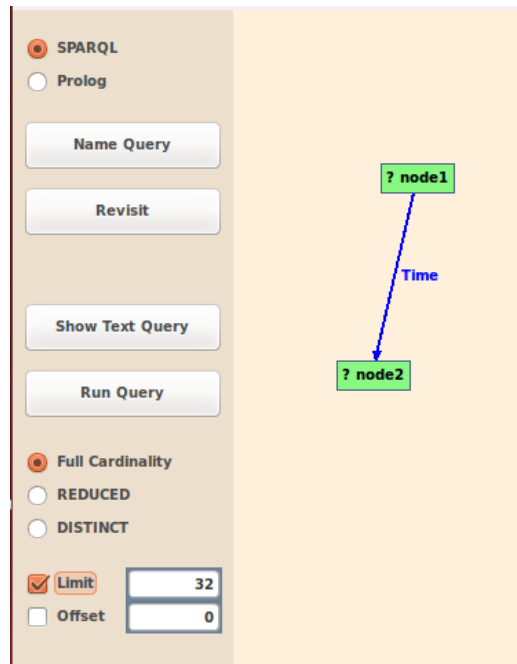 SPARQL
Prolog
Name Query
Revisit
Show Text Query
Run Query
Full Cardinality
REDUCED
DISTINCT
Limit 32
Offset 0
? node1
Time
? node2